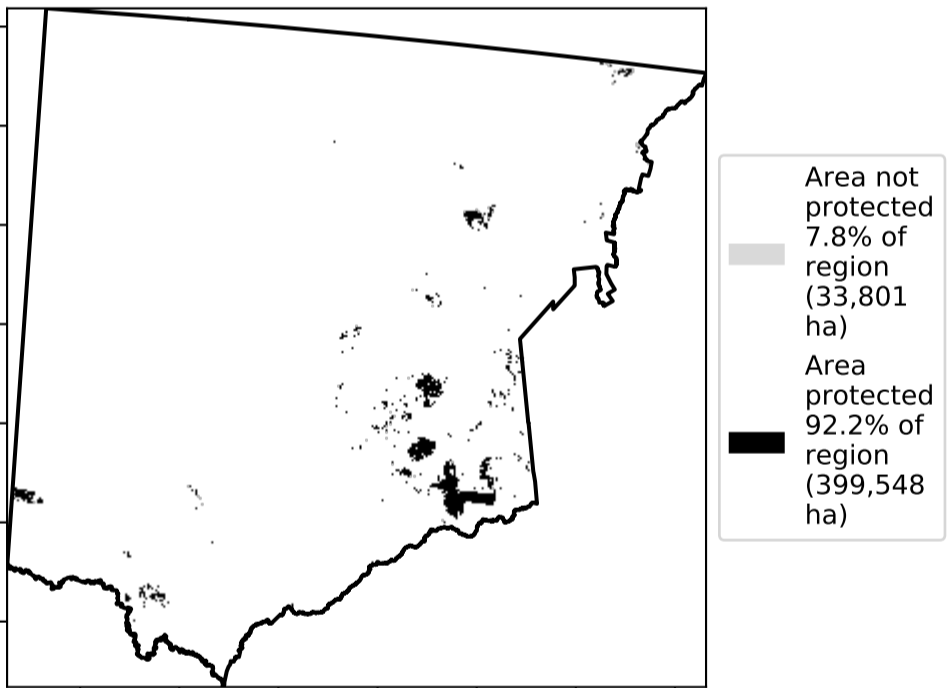 Area not
protected
7.8% of
region
(33,801
ha)
Area
protected
92.2% of
region
(399,548
ha)